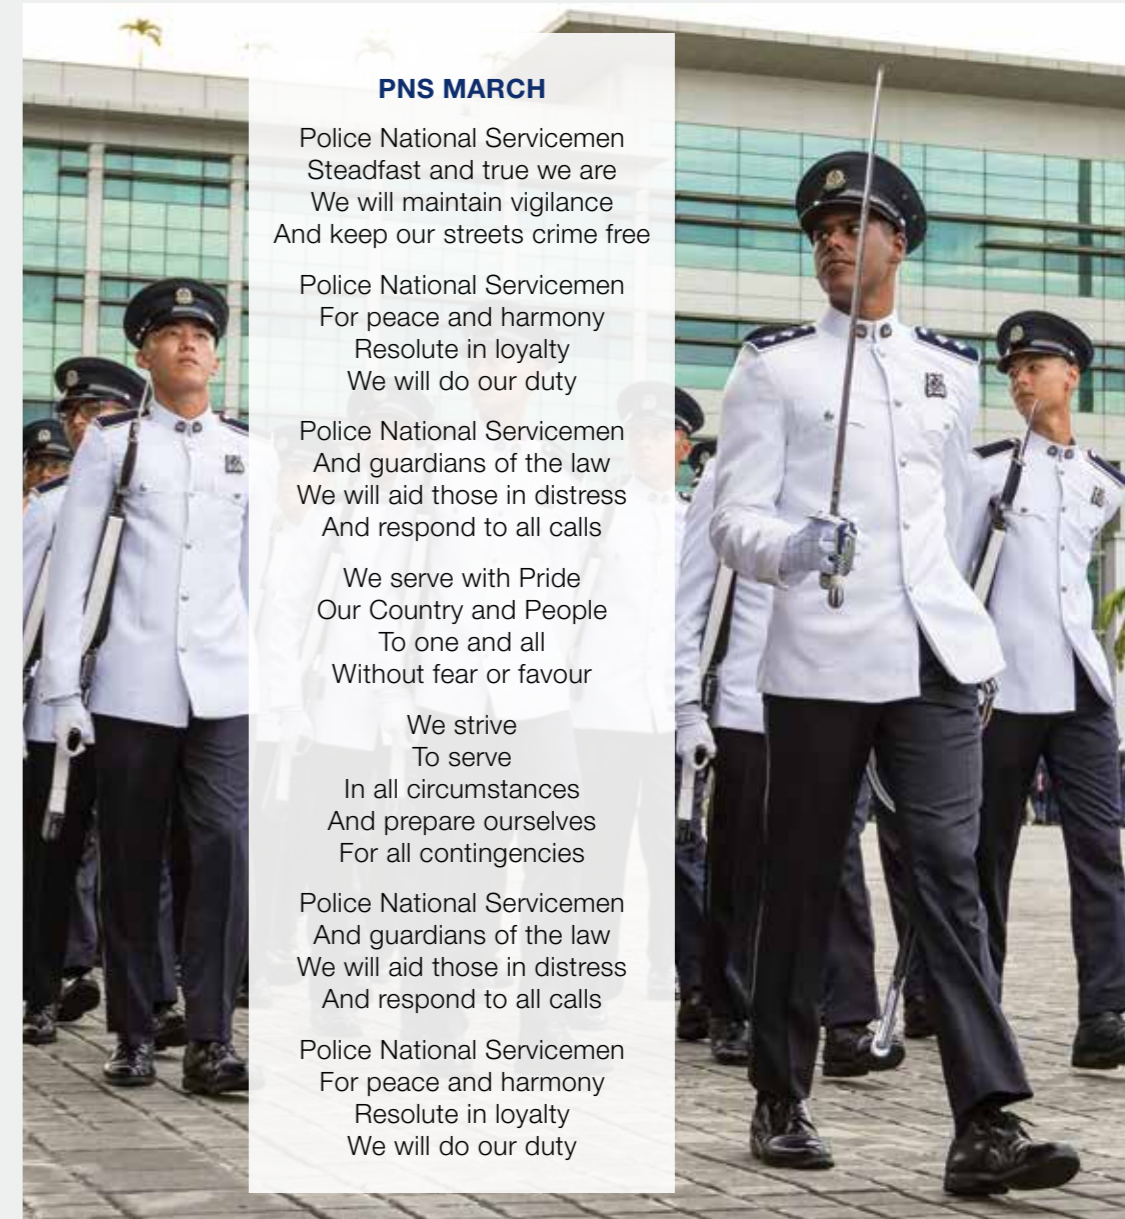 PNS MARCH
Police National Servicemen
Steadfast and true we are
We will maintain vigilance
And keep our streets crime free
Police National Servicemen
For peace and harmony
Resolute in loyalty
We will do our duty
Police National Servicemen
And guardians of the law
We will aid those in distress
And respond to all calls
We serve with Pride
Our Country and People
To one and all
Without fear or favour
We strive
To serve
In all circumstances
And prepare ourselves
For all contingencies
Police National Servicemen
And guardians of the law
We will aid those in distress
And respond to all calls
Police National Servicemen
For peace and harmony
Resolute in loyalty
We will do our duty